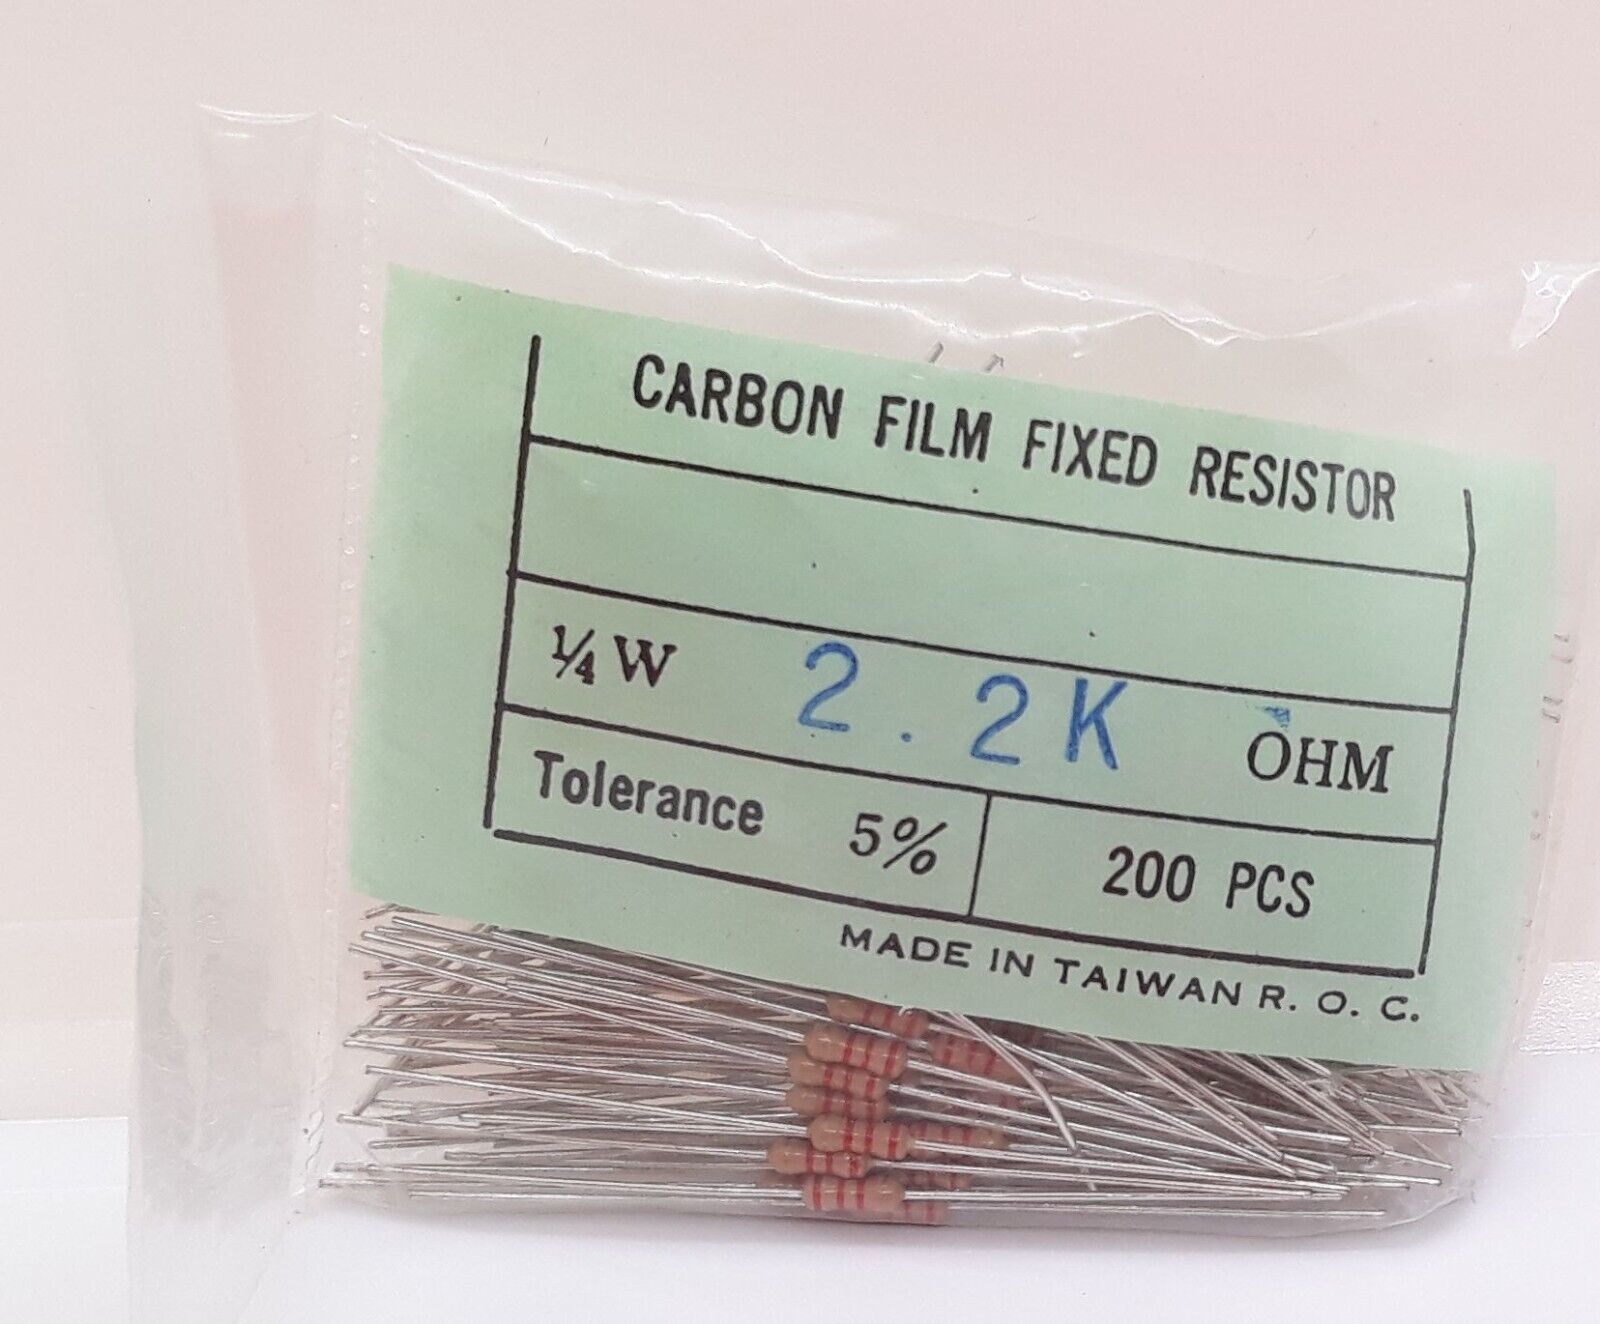 CARBON FILM FIXED RESISTOR
¼ W 2.2K OHM
Tolerance 5% 200 PCS
MADE IN TAIWAN R. O. C.